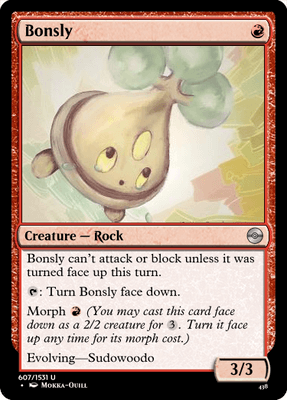 Bonsly
Creature — Rock
Bonsly can't attack or block unless it was
turned face up this turn.
: Turn Bonsly face down.
Morph (You may cast this card face
down as a 2/2 creature for 3. Turn it face
up any time for its morph cost.)
Evolving—Sudowoodo
3/3
607/1531 U
• Mokka-Quill
438